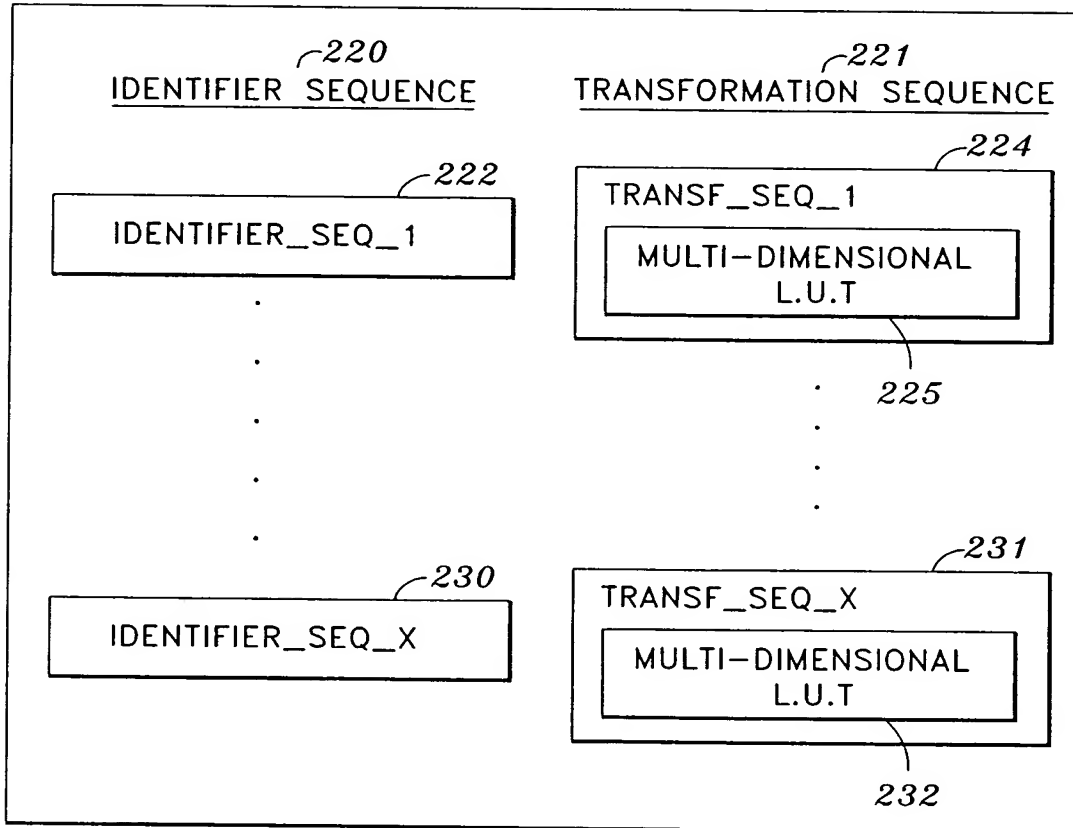 220
IDENTIFIER SEQUENCE
221
TRANSFORMATION SEQUENCE
222
IDENTIFIER_SEQ_1
224
TRANSF_SEQ_1
MULTI-DIMENSIONAL
L.U.T
225
230
IDENTIFIER_SEQ_X
231
TRANSF_SEQ_X
MULTI-DIMENSIONAL
L.U.T
232